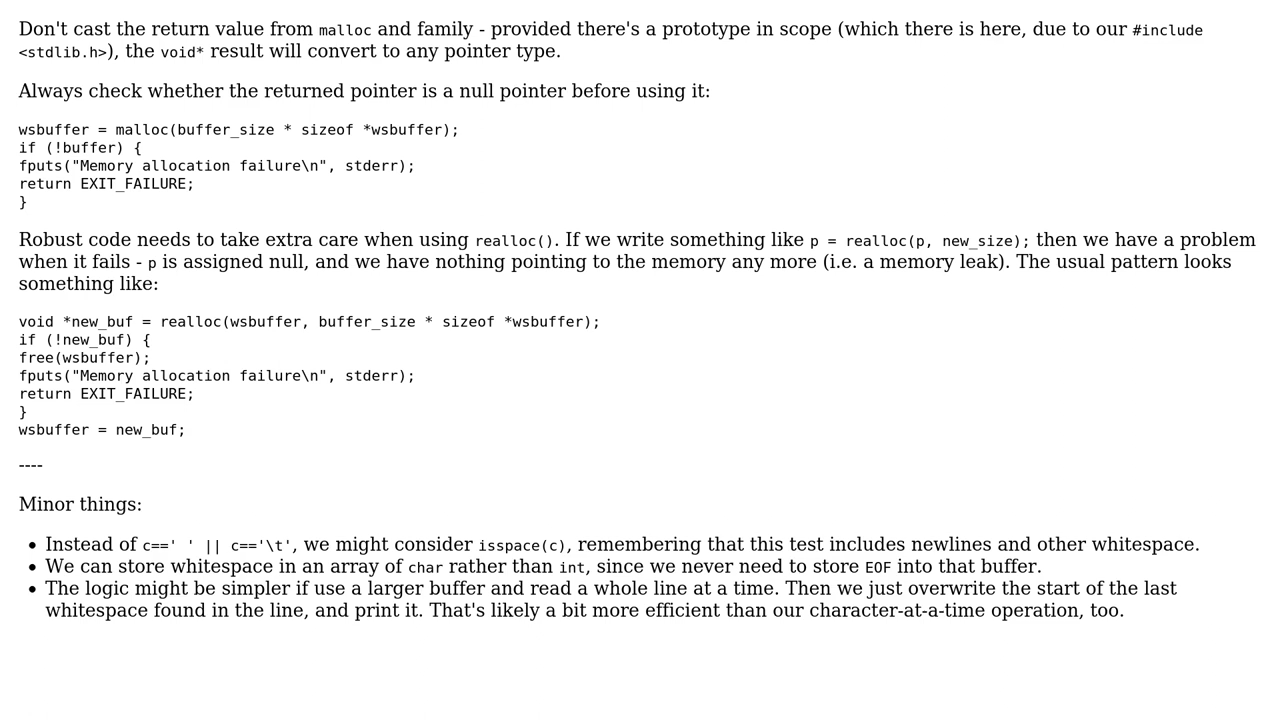 Don't cast the return value from malloc and family - provided there's a prototype in scope (which there is here, due to our #include
<stdlib.h>), the void* result will convert to any pointer type.
Always check whether the returned pointer is a null pointer before using it:
wsbuffer = malloc(buffer_size * sizeof *wsbuffer);
if (!buffer) {
fputs("Memory allocation failure\n", stderr);
return EXIT_FAILURE;
}
Robust code needs to take extra care when using realloc(). If we write something like p = realloc(p, new_size); then we have a problem
when it fails - p is assigned null, and we have nothing pointing to the memory any more (i.e. a memory leak). The usual pattern looks
something like:
void *new_buf = realloc(wsbuffer, buffer_size * sizeof *wsbuffer);
if (!new_buf) {
free(wsbuffer);
fputs("Memory allocation failure\n", stderr);
return EXIT_FAILURE;
}
wsbuffer = new_buf;
----
Minor things:
• Instead of c==' ' || c=='\t', we might consider isspace(c), remembering that this test includes newlines and other whitespace.
• We can store whitespace in an array of char rather than int, since we never need to store EOF into that buffer.
• The logic might be simpler if use a larger buffer and read a whole line at a time. Then we just overwrite the start of the last
whitespace found in the line, and print it. That's likely a bit more efficient than our character-at-a-time operation, too.